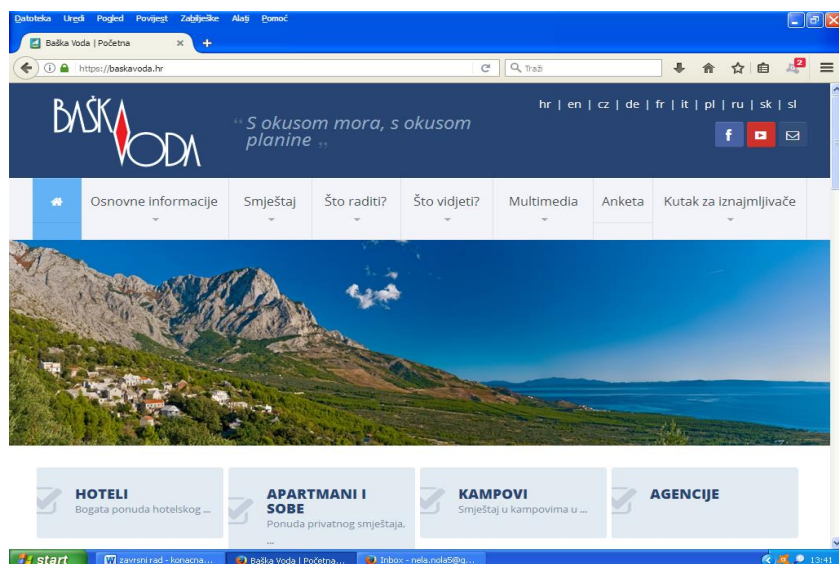 Datoteka Uredi Pogled Povijest Zabilješke Alati Pomoć
Baška Voda | Početna
https://baskavoda.hr
Traži
2
BAŠKA
VODA
“ S okusom mora, s okusom
planine „
hr | en | cz | de | fr | it | pl | ru | sk | sl
Osnovne informacije Smještaj Što raditi? Što vidjeti? Multimedia Anketa Kutak za iznajmljivače
HOTELI
Bogata ponuda hotelskog ...
APARTMANI I
SOBE
Ponuda privatnog smještaja,
...
KAMPOVI
Smještaj u kampovima u ...
AGENCIJE
start zavrsni rad - konacna... Baška Voda | Početna... Inbox - nela.nola5@g... 13:41